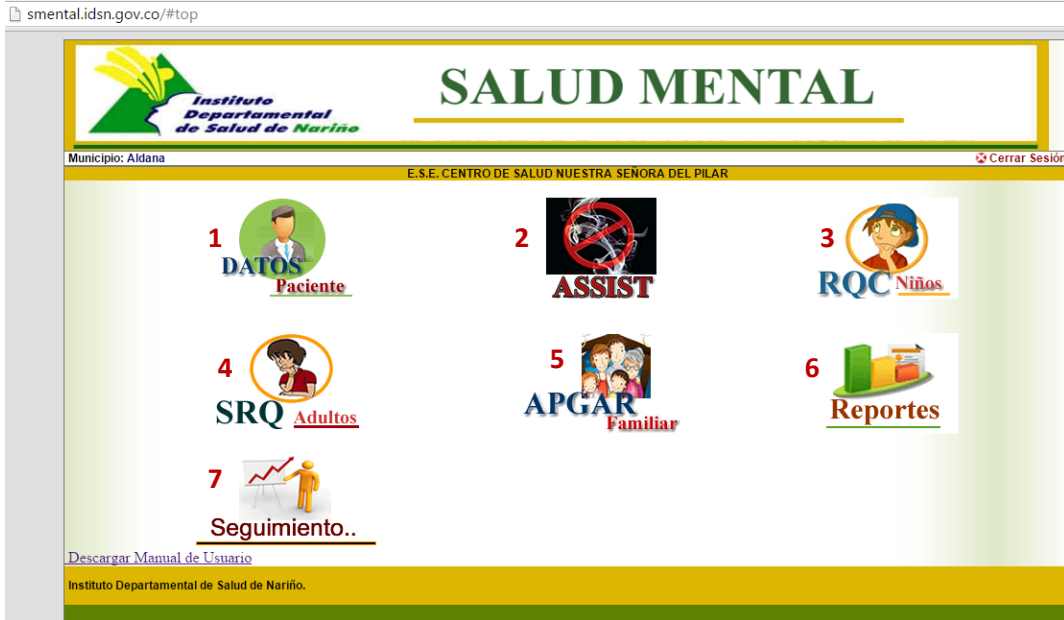 smental.idsn.gov.co/#top
SALUD MENTAL
Instituto
Departamental
de Salud de Nariño
Municipio: Aldana
Cerrar Sesión
E.S.E. CENTRO DE SALUD NUESTRA SEÑORA DEL PILAR
1
DATOS
Paciente
2
ASSIST
3
RQC Niños
4
SRQ Adultos
5
APGAR
Familiar
6
Reportes
7
Seguimiento..
Descargar Manual de Usuario
Instituto Departamental de Salud de Nariño.